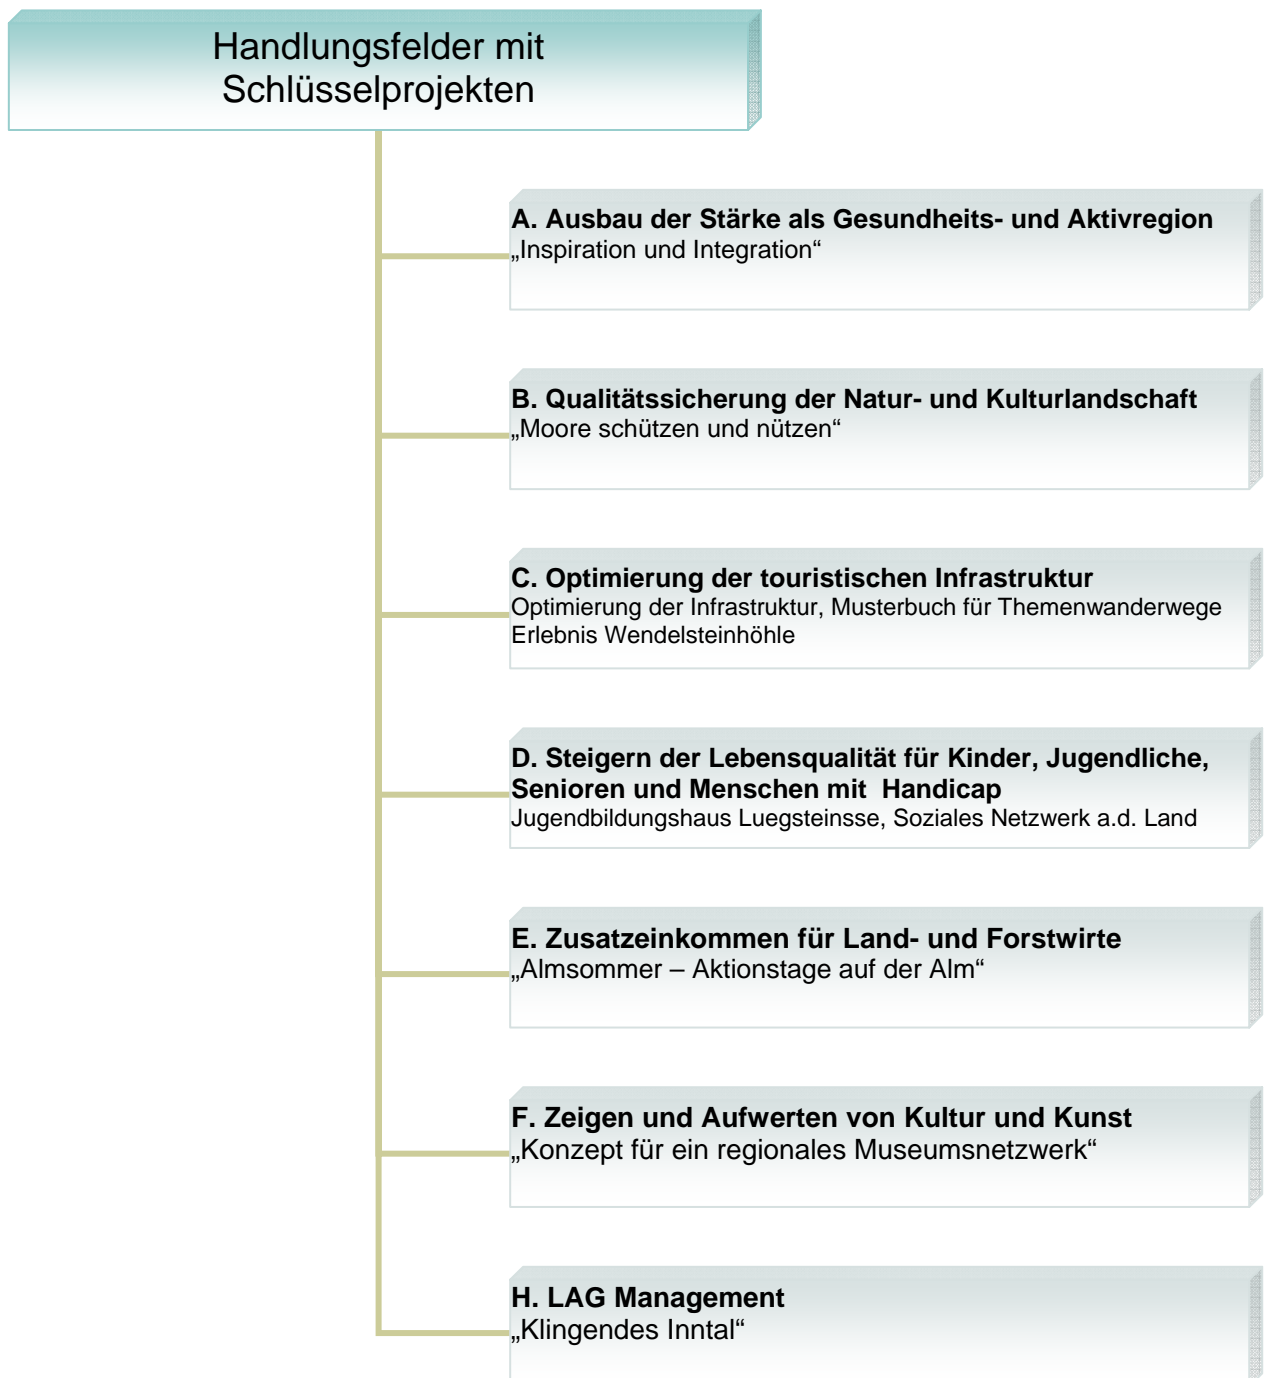 Handlungsfelder mit
Schlüsselprojekten
A. Ausbau der Stärke als Gesundheits- und Aktivregion
„Inspiration und Integration“
B. Qualitätssicherung der Natur- und Kulturlandschaft
„Moore schützen und nützen“
C. Optimierung der touristischen Infrastruktur
Optimierung der Infrastruktur, Musterbuch für Themenwanderwege
Erlebnis Wendelsteinhöhle
D. Steigern der Lebensqualität für Kinder, Jugendliche,
Senioren und Menschen mit  Handicap
Jugendbildungshaus Luegsteinsse, Soziales Netzwerk a.d. Land
E. Zusatzeinkommen für Land- und Forstwirte
„Almsommer – Aktionstage auf der Alm“
F. Zeigen und Aufwerten von Kultur und Kunst
„Konzept für ein regionales Museumsnetzwerk“
H. LAG Management
„Klingendes Inntal“